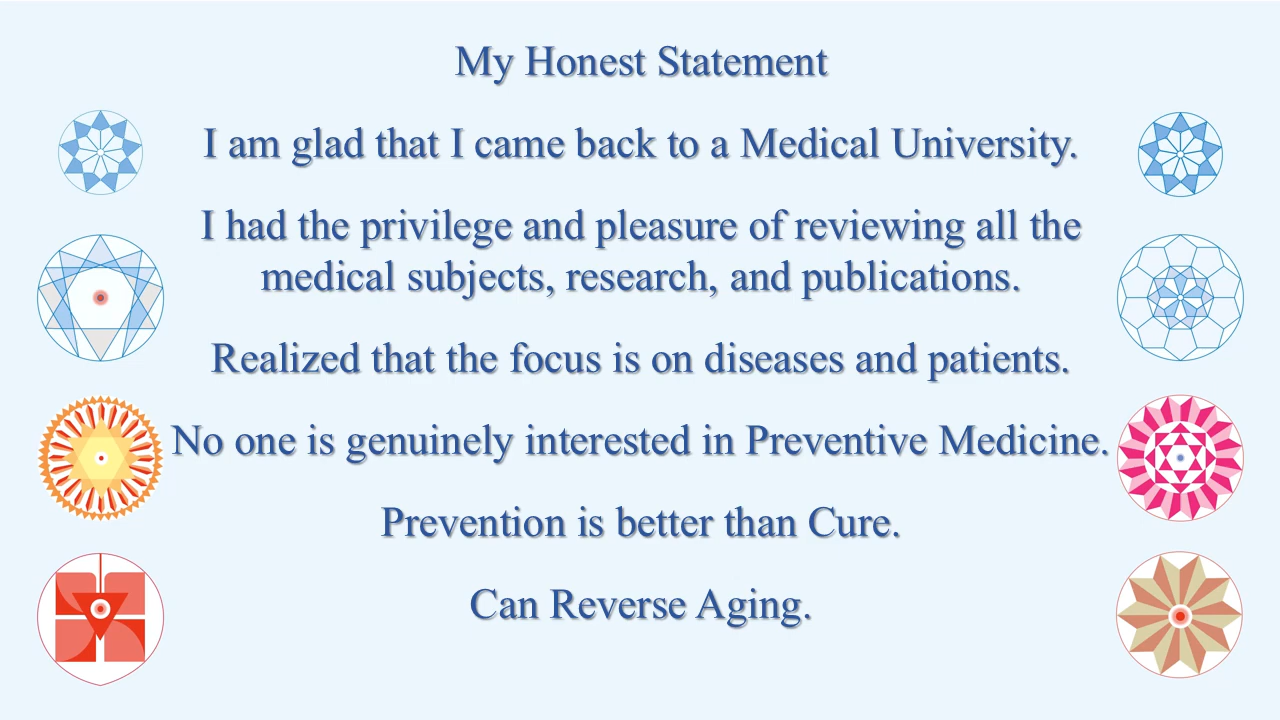 My Honest Statement
I am glad that I came back to a Medical University.
I had the privilege and pleasure of reviewing all the
medical subjects, research, and publications.
Realized that the focus is on diseases and patients.
No one is genuinely interested in Preventive Medicine.
Prevention is better than Cure.
Can Reverse Aging.